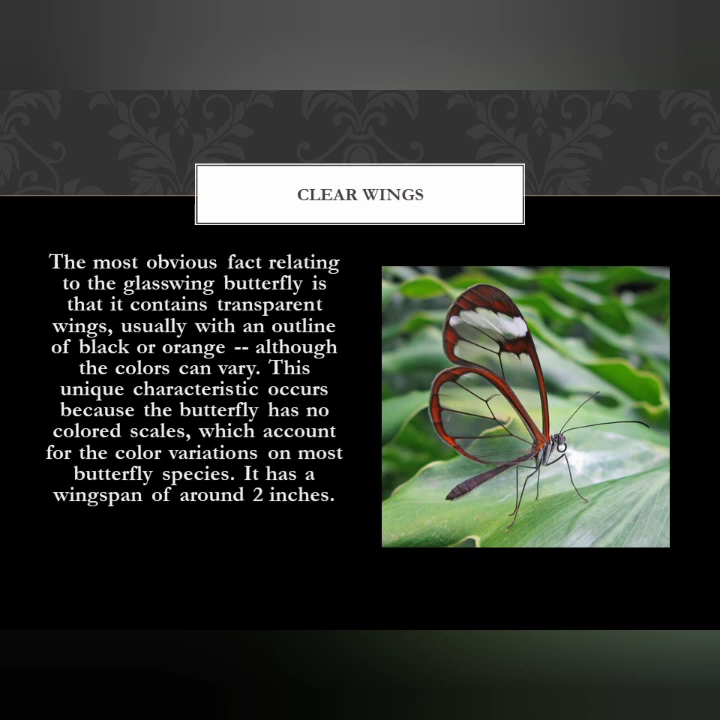 CLEAR WINGS
The most obvious fact relating
to the glasswing butterfly is
that it contains transparent
wings, usually with an outline
of black or orange -- although
the colors can vary. This
unique characteristic occurs
because the butterfly has no
colored scales, which account
for the color variations on most
butterfly species. It has a
wingspan of around 2 inches.